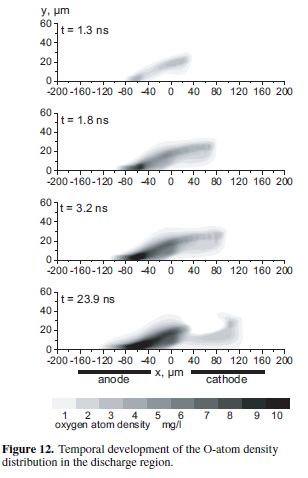 y, µm
60
t = 1.3 ns
40
20
0
-200 -160 -120 -80 -40 0 40 80 120 160 200
60
t = 1.8 ns
40
20
0
-200 -160 -120 -80 -40 0 40 80 120 160 200
60
t = 3.2 ns
40
20
0
-200 -160 -120 -80 -40 0 40 80 120 160 200
60
t = 23.9 ns
40
20
0
-200 -160 -120 -80 -40 0 40 80 120 160 200
x, µm
anode cathode
1 2 3 4 5 6 7 8 9 10
oxygen atom density mg/l
Figure 12. Temporal development of the O-atom density
distribution in the discharge region.